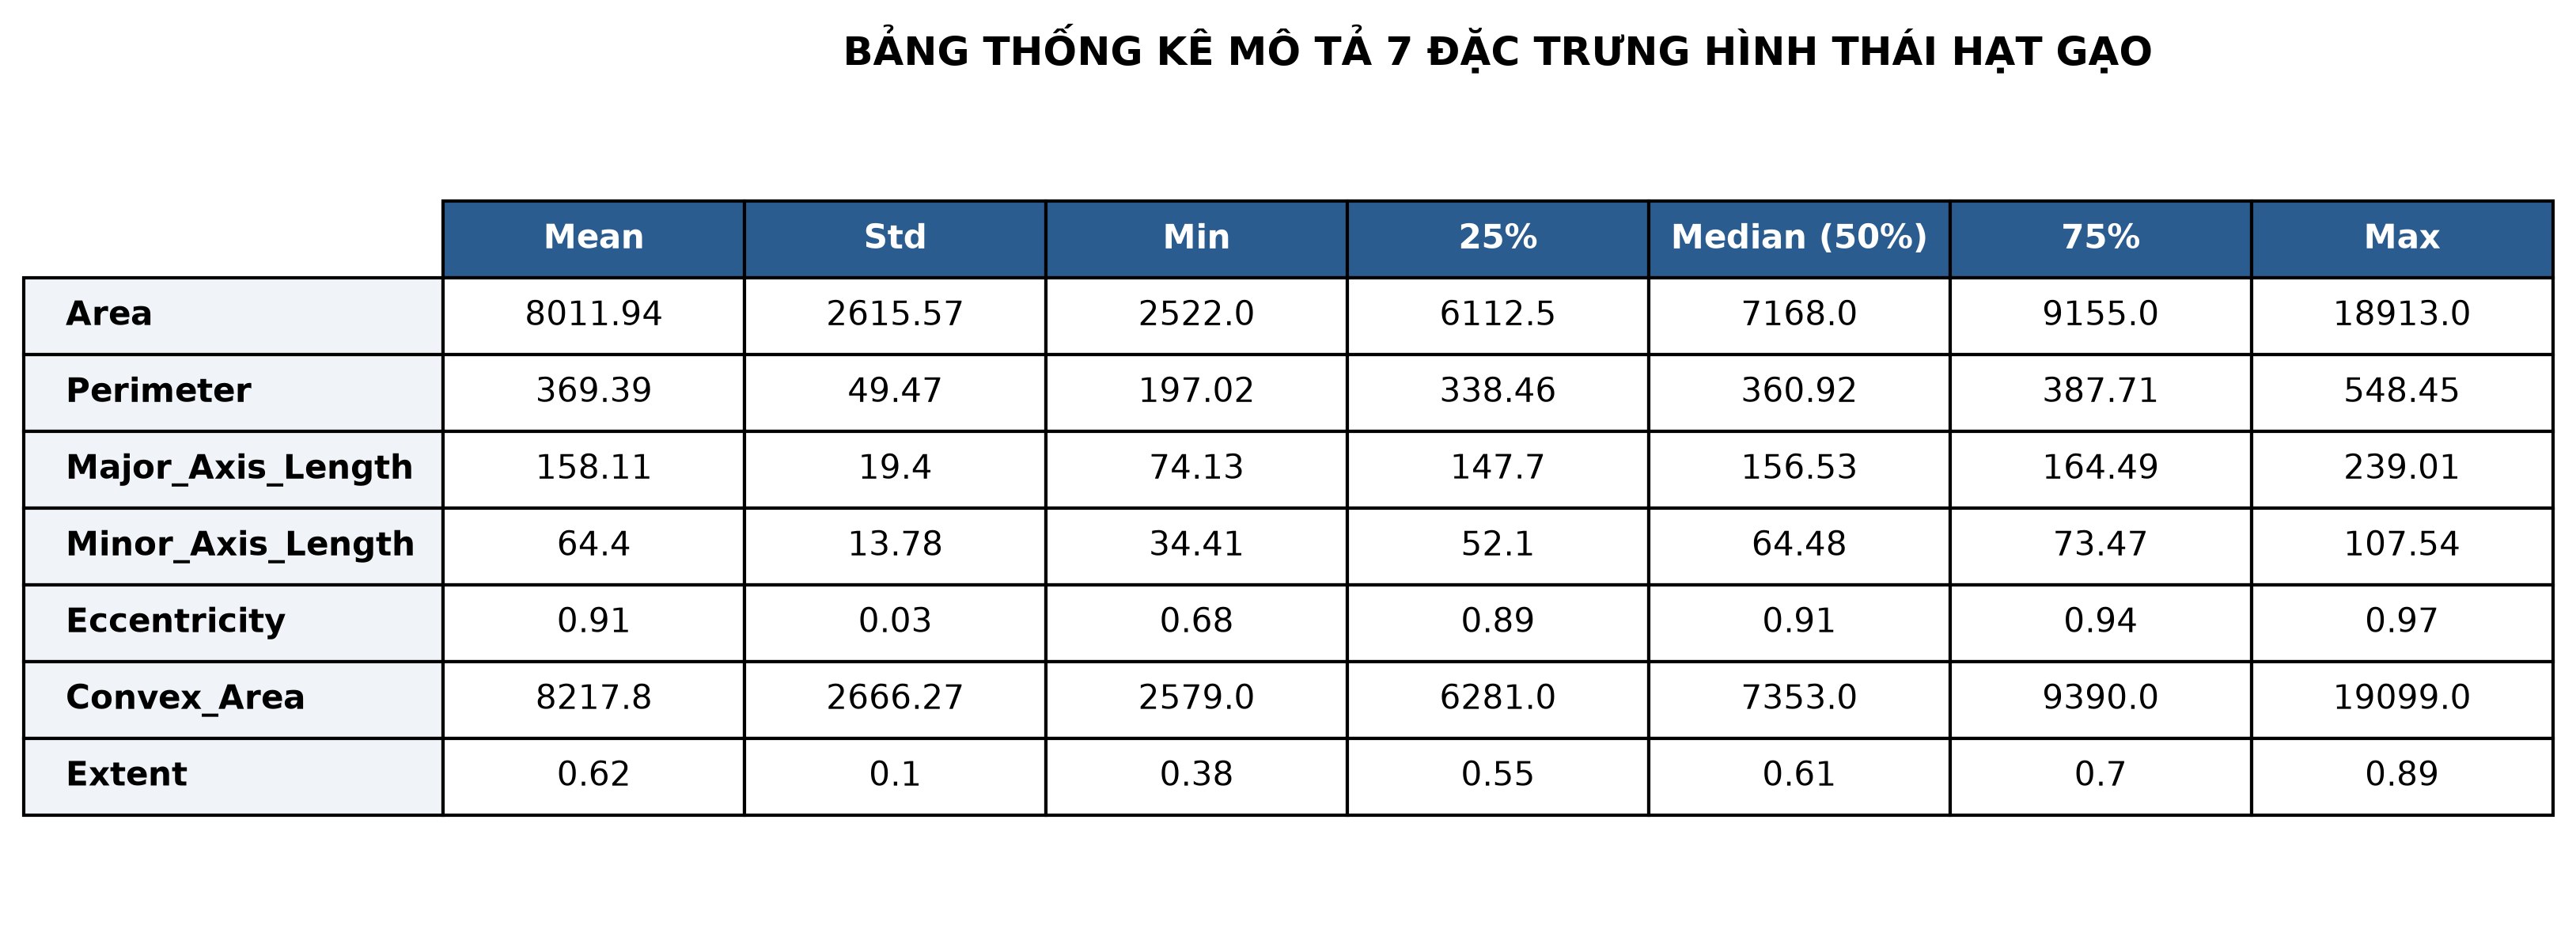 BẢNG THỐNG KÊ MÔ TẢ 7 ĐẶC TRƯNG HÌNH THÁI HẠT GẠO
Mean Std Min 25% Median (50%) 75% Max
Area 8011.94 2615.57 2522.0 6112.5 7168.0 9155.0 18913.0
Perimeter 369.39 49.47 197.02 338.46 360.92 387.71 548.45
Major_Axis_Length 158.11 19.4 74.13 147.7 156.53 164.49 239.01
Minor_Axis_Length 64.4 13.78 34.41 52.1 64.48 73.47 107.54
Eccentricity 0.91 0.03 0.68 0.89 0.91 0.94 0.97
Convex_Area 8217.8 2666.27 2579.0 6281.0 7353.0 9390.0 19099.0
Extent 0.62 0.1 0.38 0.55 0.61 0.7 0.89